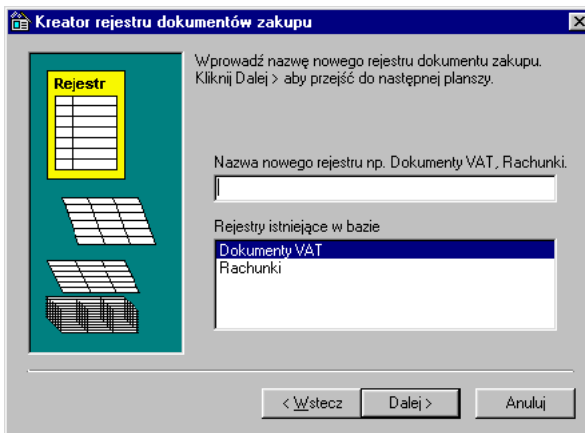 Kreator rejestru dokumentów zakupu
Rejestr
Wprowadź nazwę nowego rejestru dokumentu zakupu.
Kliknij Dalej > aby przejść do następnej planszy.
Nazwa nowego rejestru np. Dokumenty VAT, Rachunki.
Rejestry istniejące w bazie
Dokumenty VAT
Rachunki
< Wstecz
Dalej >
Anuluj